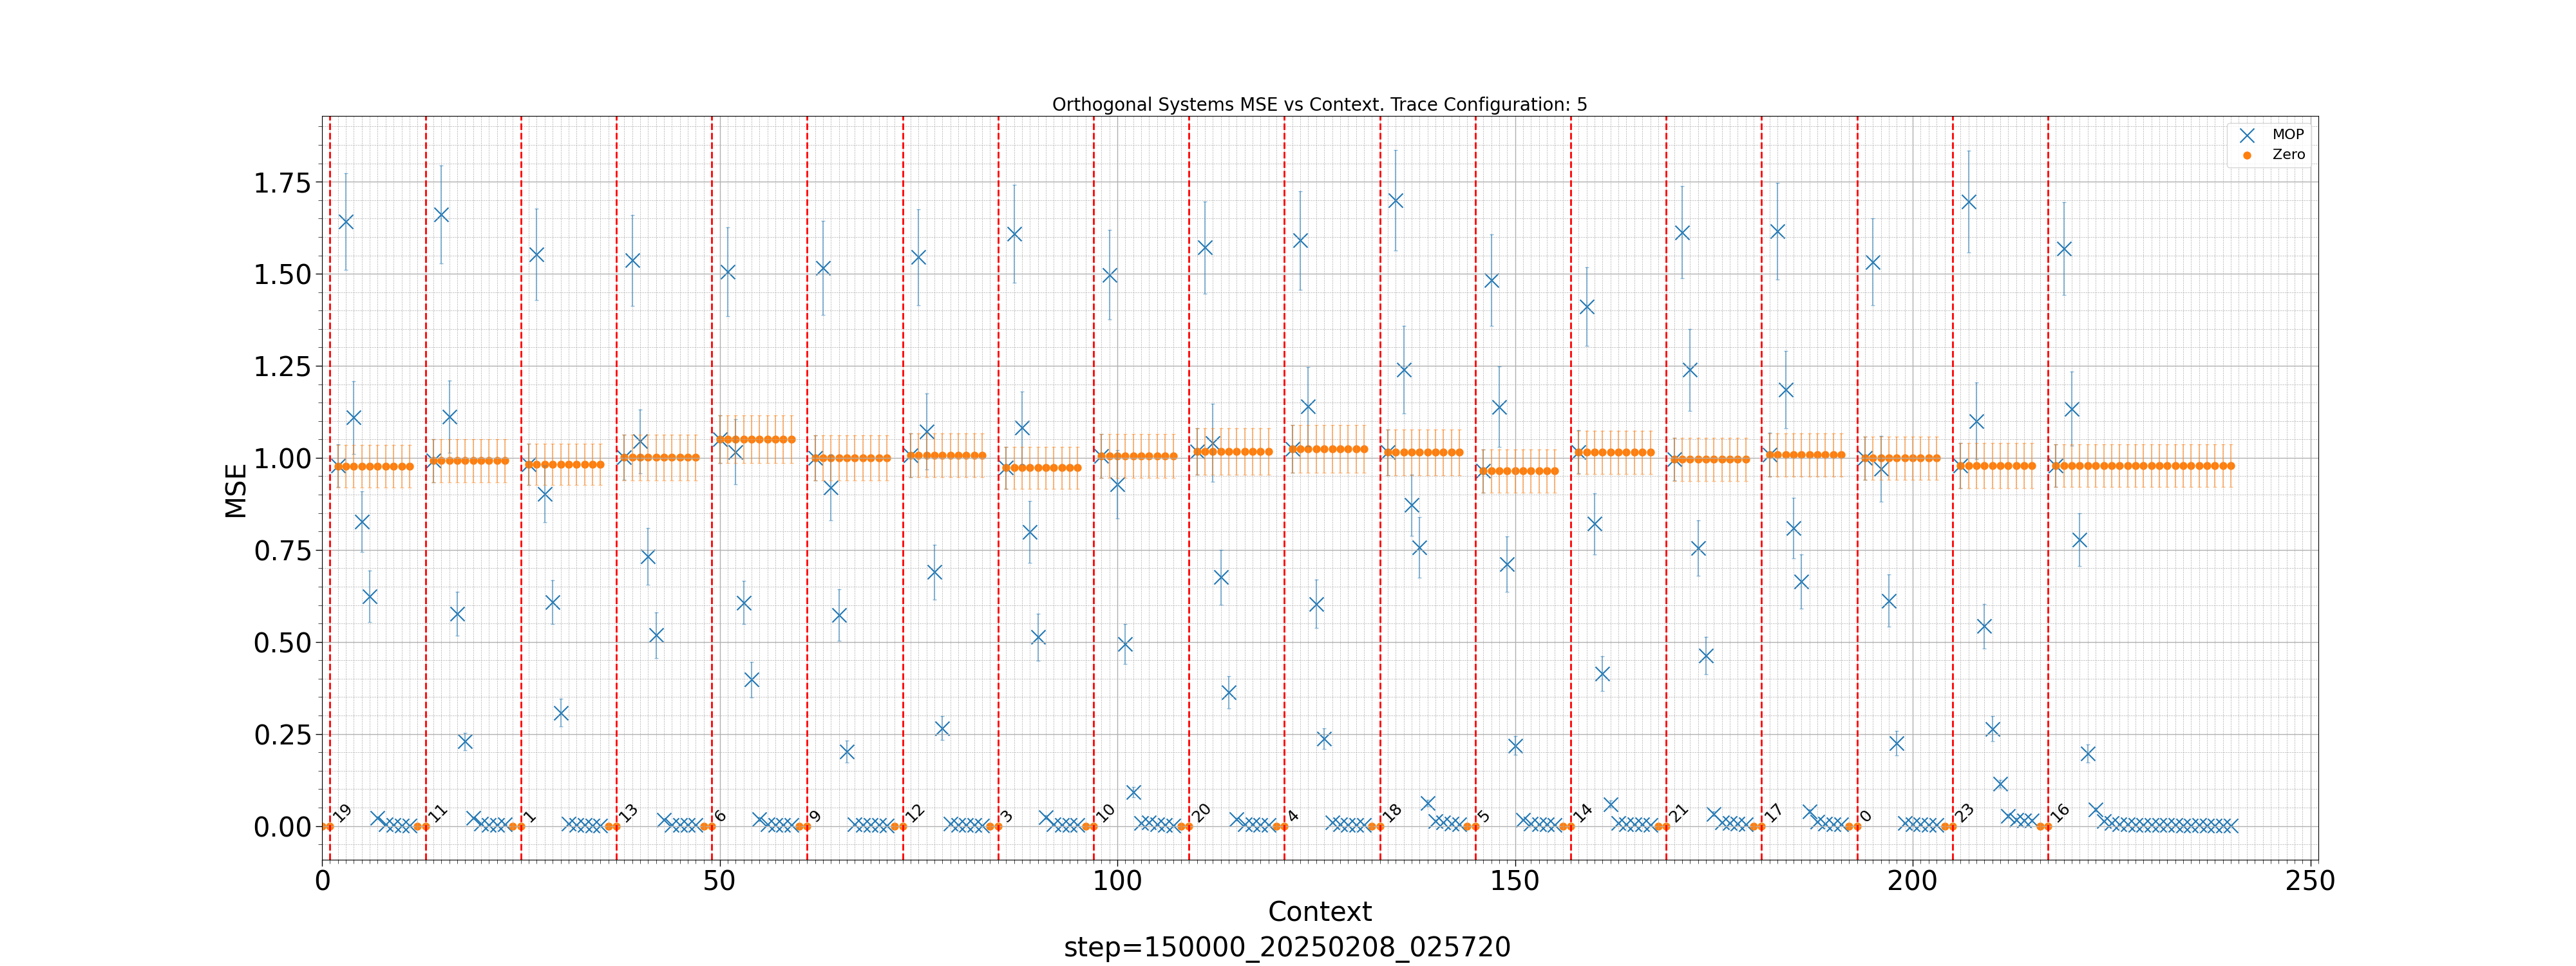 Orthogonal Systems MSE vs Context. Trace Configuration: 5
MOP
Zero
MSE
1.75
1.50
1.25
1.00
0.75
0.50
0.25
0.00
19 11 1 13 6 9 12 3 10 20 4 18 5 14 21 17 0 23 16
0 50 100 150 200 250
Context
step=150000_20250208_025720